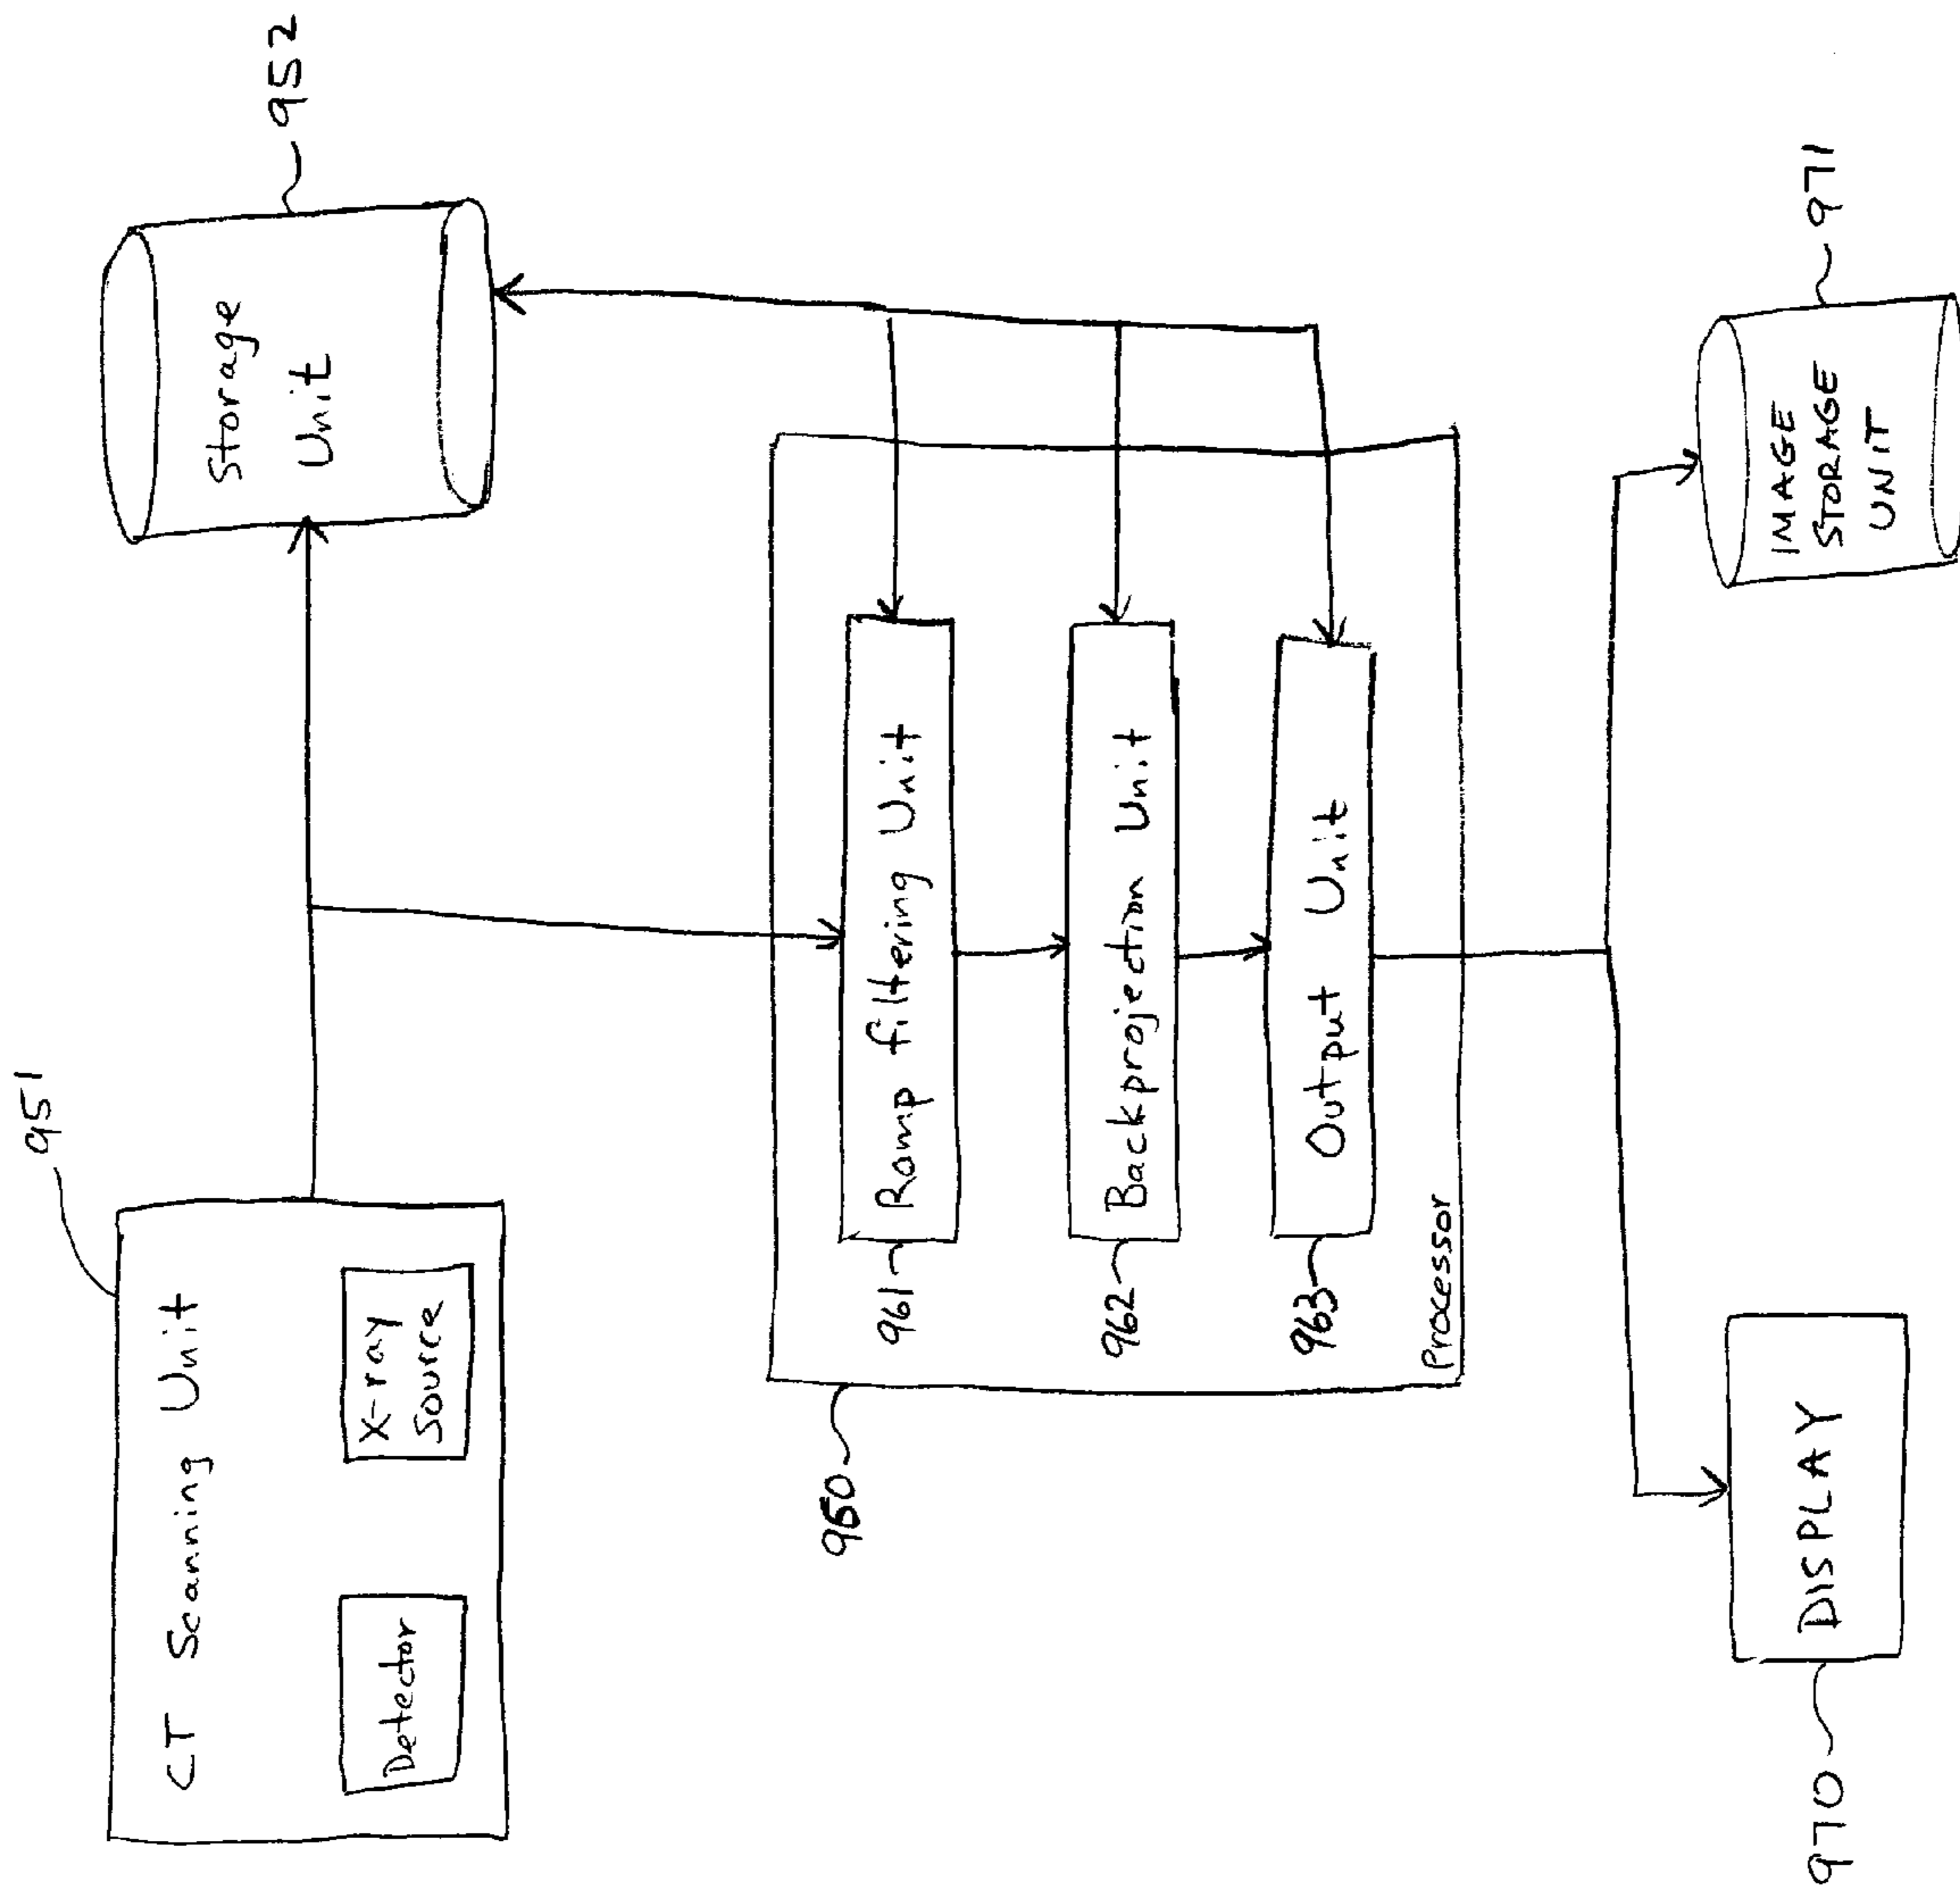 951
CT Scanning Unit
Detector
X-ray
Source
952
Storage
Unit
960
961
Ramp filtering Unit
962
Backprojection Unit
963
Output Unit
Processor
970
DISPLAY
971
IMAGE
STORAGE
UNIT